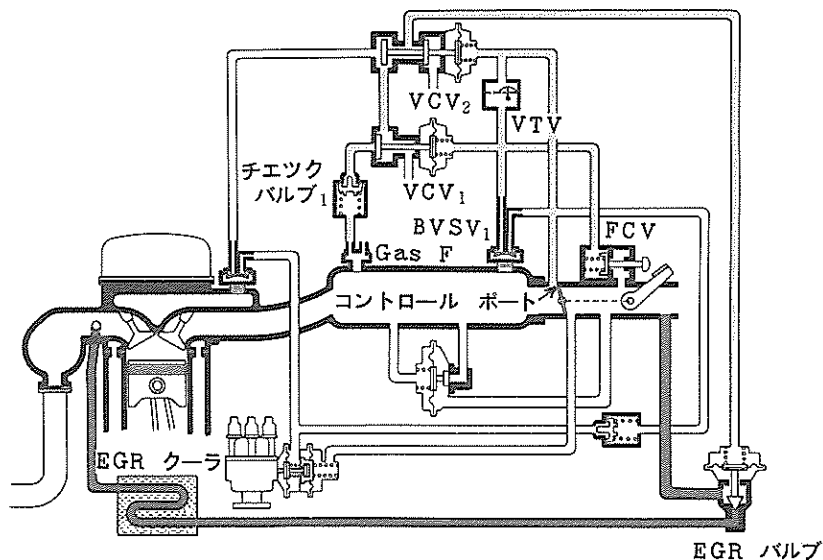 VCV₂
VTV
チエツク
バルブ₁
VCV₁
BVSV₁
FCV
Gas F
コントロール ポート
EGR クーラ
EGR バルブ